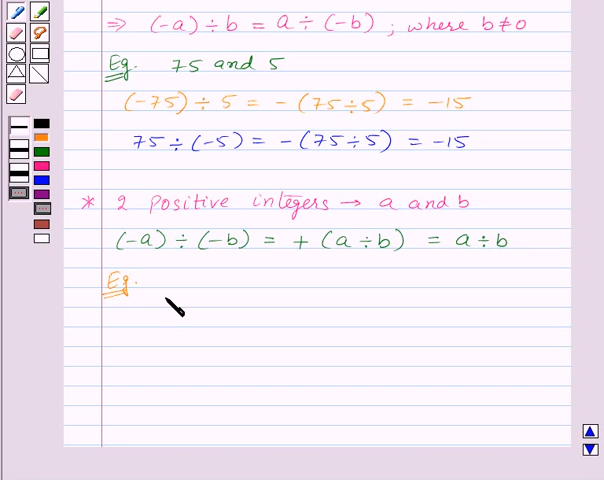 ⇒ (-a) ÷ b = a ÷ (-b) ; where b≠0
Eg. 75 and 5
(-75) ÷ 5 = - (75÷5) = -15
75 ÷ (-5) = - (75 ÷ 5) = -15
* 2 positive integers → a and b
(-a) ÷ (-b) = + (a ÷ b) = a ÷ b
Eg.